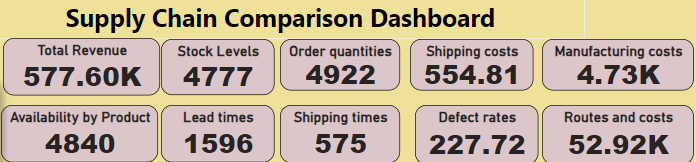 Supply Chain Comparison Dashboard
Total Revenue
577.60K
Stock Levels
4777
Order quantities
4922
Shipping costs
554.81
Manufacturing costs
4.73K
Availability by Product
4840
Lead times
1596
Shipping times
575
Defect rates
227.72
Routes and costs
52.92K